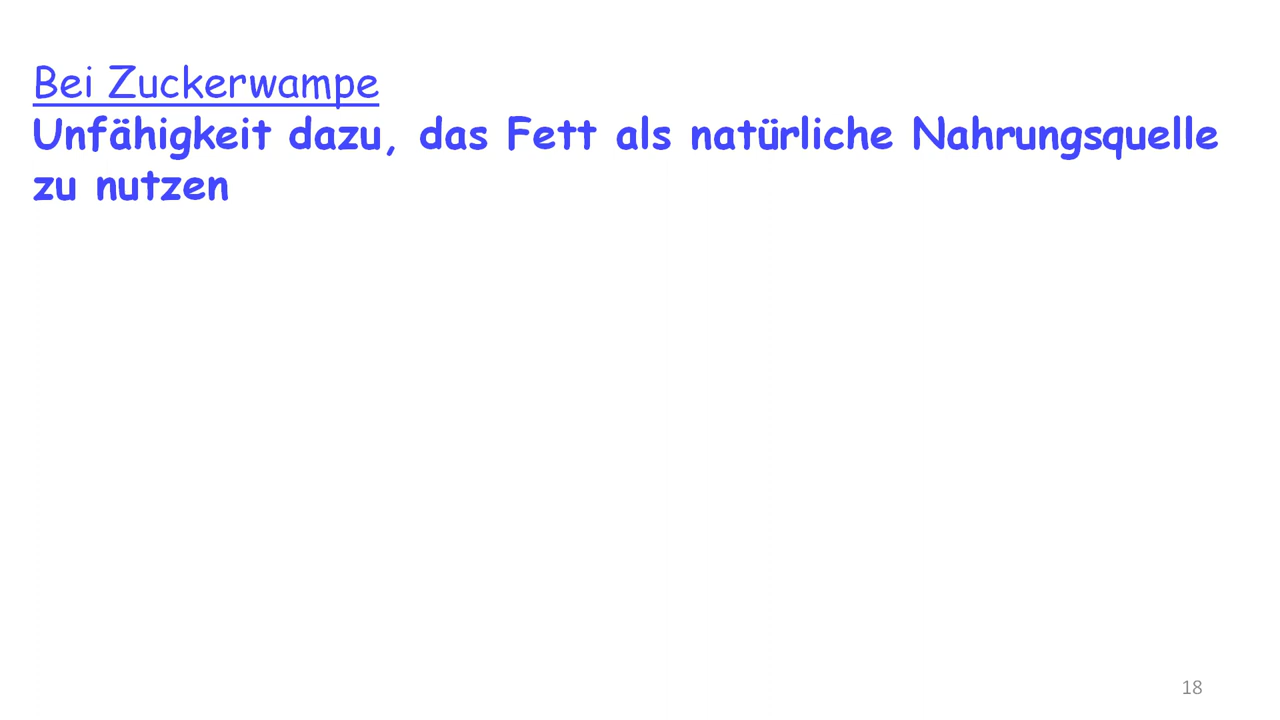 Bei Zuckerwampe
Unfähigkeit dazu, das Fett als natürliche Nahrungsquelle
zu nutzen
18